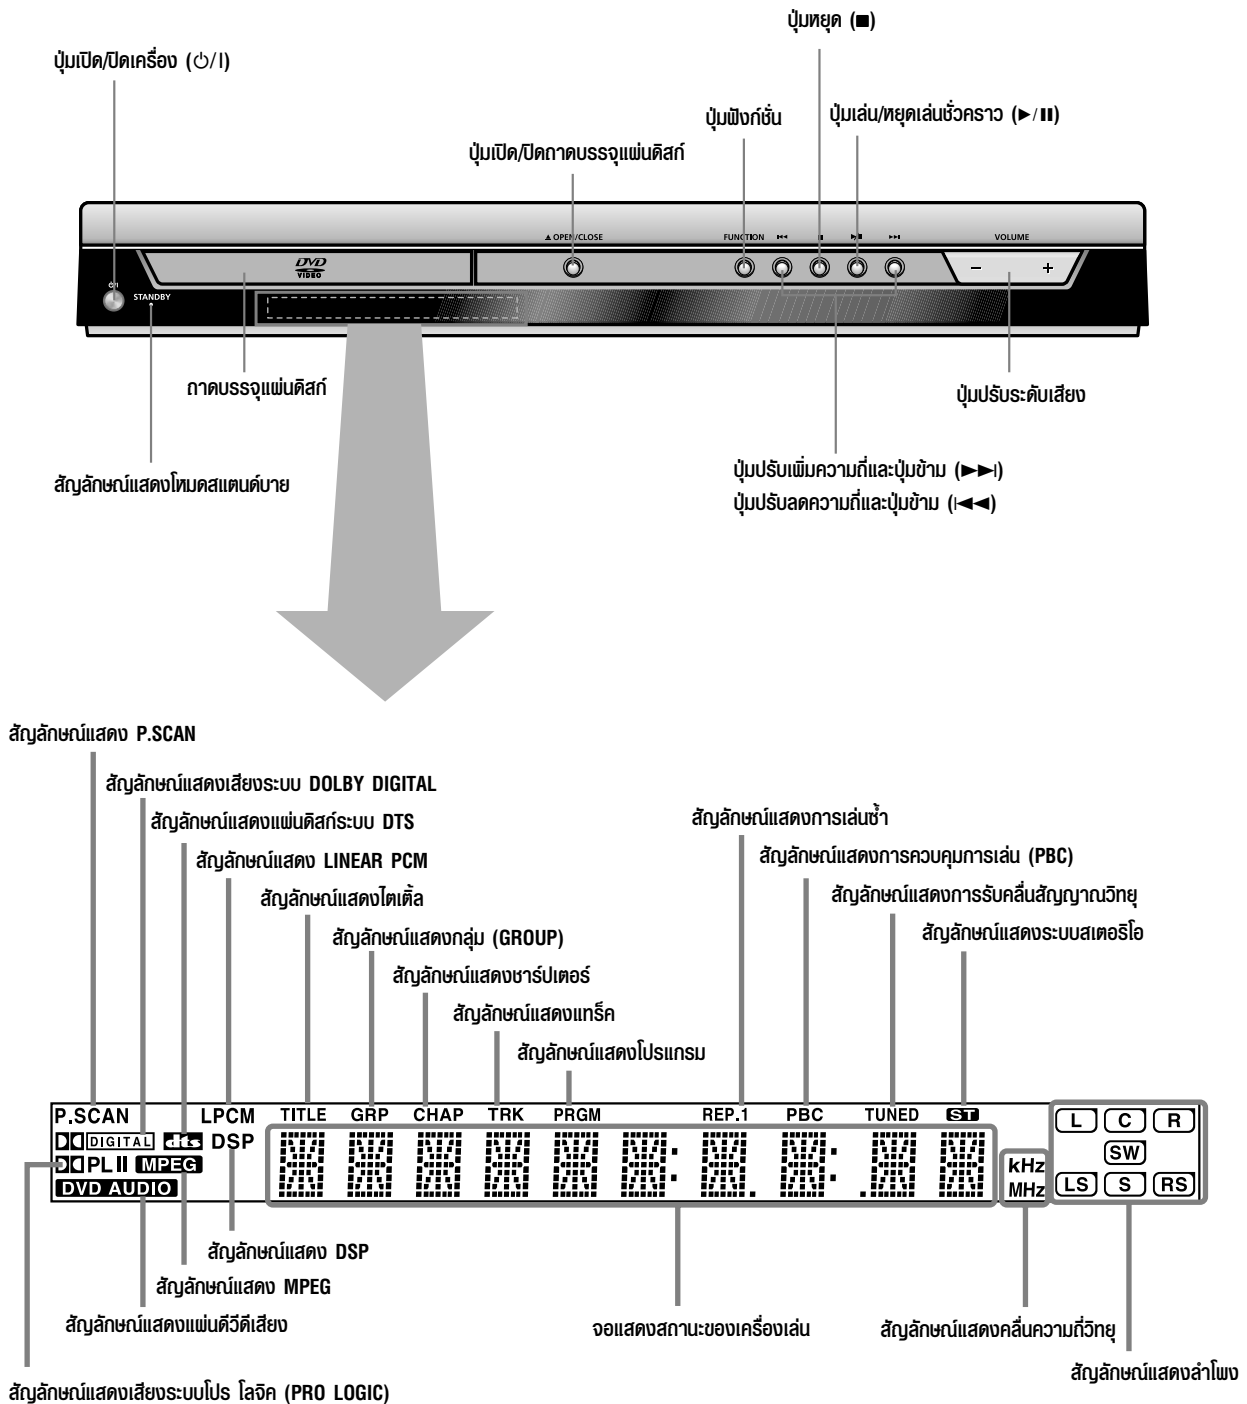 ปุ่มหยุด (■)
ปุ่มเปิด/ปิดเครื่อง (⏻/I)
ปุ่มเล่น/หยุดเล่นชั่วคราว (►/II)
ปุ่มฟังก์ชั่น
ปุ่มเปิด/ปิดถาดบรรจุแผ่นดิสก์
▲ OPEN/CLOSE
FUNCTION
VOLUME
DVD
VIDEO
− +
⏻/I
STANDBY
ถาดบรรจุแผ่นดิสก์
ปุ่มปรับระดับเสียง
สัญลักษณ์แสดงโหมดสแตนด์บาย
ปุ่มปรับเพิ่มความถี่และปุ่มข้าม (►►I)
ปุ่มปรับลดความถี่และปุ่มข้าม (I◄◄)
สัญลักษณ์แสดง P.SCAN
สัญลักษณ์แสดงเสียงระบบ DOLBY DIGITAL
สัญลักษณ์แสดงแผ่นดิสก์ระบบ DTS
สัญลักษณ์แสดง LINEAR PCM
สัญลักษณ์แสดงไตเติ้ล
สัญลักษณ์แสดงกลุ่ม (GROUP)
สัญลักษณ์แสดงชาร์ปเตอร์
สัญลักษณ์แสดงแทร็ค
สัญลักษณ์แสดงโปรแกรม
สัญลักษณ์แสดงการเล่นซ้ำ
สัญลักษณ์แสดงการควบคุมการเล่น (PBC)
สัญลักษณ์แสดงการรับคลื่นสัญญาณวิทยุ
สัญลักษณ์แสดงระบบสเตอริโอ
P.SCAN LPCM TITLE GRP CHAP TRK PRGM REP.1 PBC TUNED ST
DIGITAL dts DSP
PL II MPEG
DVD AUDIO
kHz
MHz
L C R
SW
LS S RS
สัญลักษณ์แสดง DSP
สัญลักษณ์แสดง MPEG
สัญลักษณ์แสดงแผ่นดีวีดีเสียง
สัญลักษณ์แสดงเสียงระบบโปร โลจิค (PRO LOGIC)
จอแสดงสถานะของเครื่องเล่น
สัญลักษณ์แสดงคลื่นความถี่วิทยุ
สัญลักษณ์แสดงลำโพง